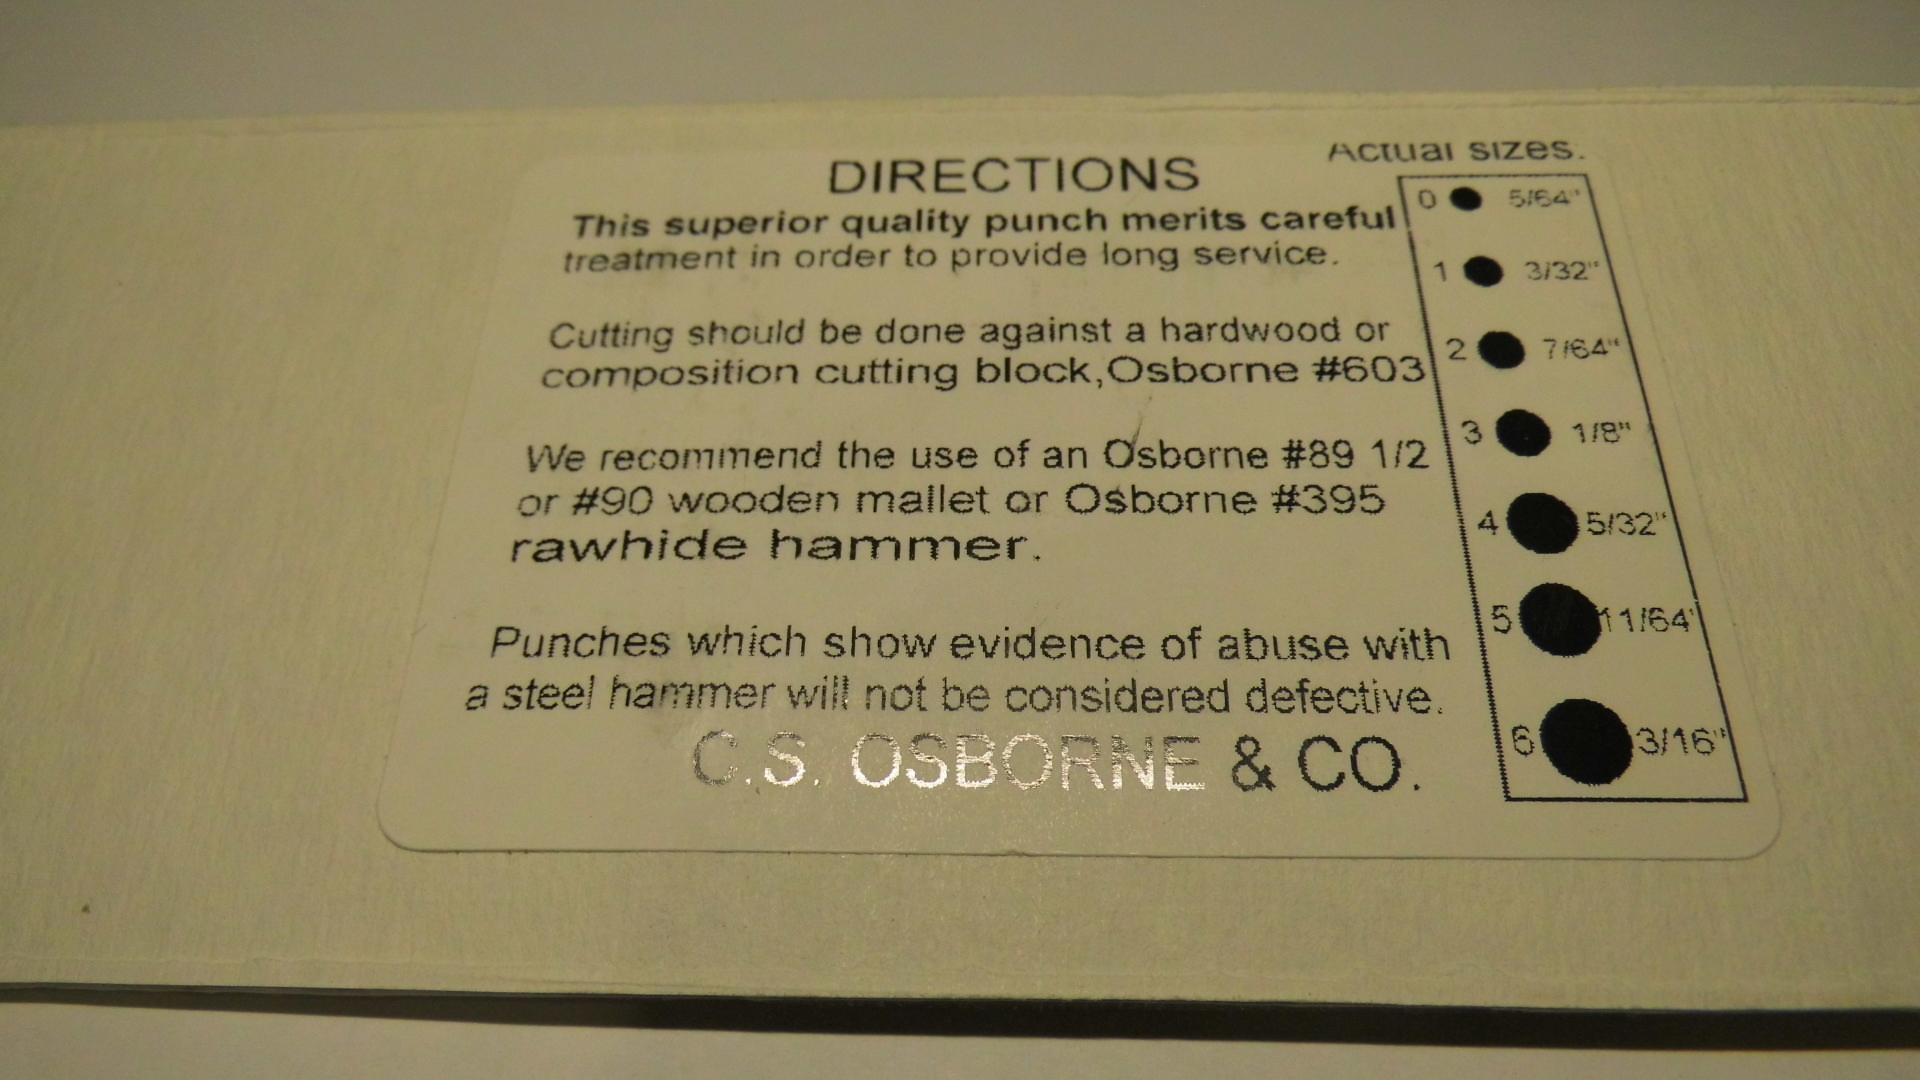 DIRECTIONS
This superior quality punch merits careful
treatment in order to provide long service.
Cutting should be done against a hardwood or
composition cutting block,Osborne #603
We recommend the use of an Osborne #89 1/2
or #90 wooden mallet or Osborne #395
rawhide hammer.
Punches which show evidence of abuse with
a steel hammer will not be considered defective.
C.S. OSBORNE & CO.
Actual sizes.
0 5/64"
1 3/32"
2 7/64"
3 1/8"
4 5/32"
5 11/64"
6 3/16"